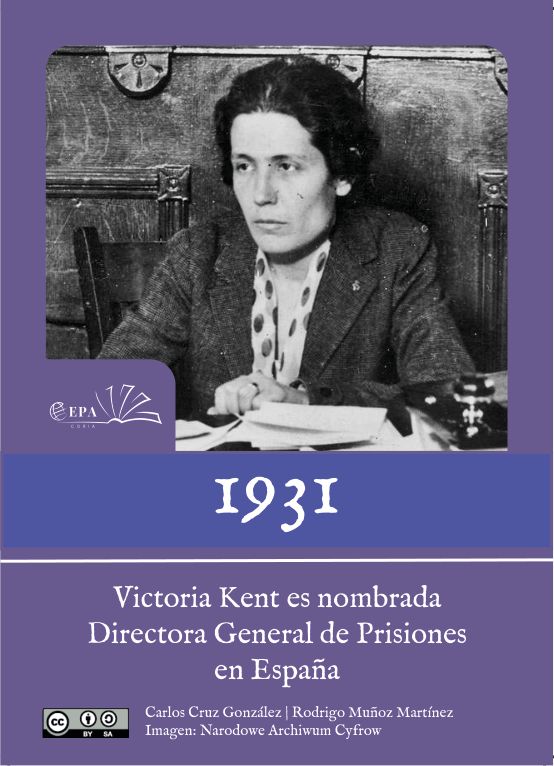 EPA
CORIA
1931
Victoria Kent es nombrada
Directora General de Prisiones
en España
Carlos Cruz González | Rodrigo Muñoz Martínez
Imagen: Narodowe Archiwum Cyfrow
cc
BY SA